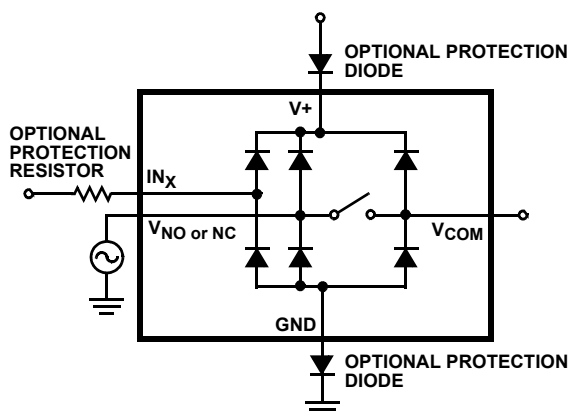 OPTIONAL PROTECTION
DIODE
V+
OPTIONAL
PROTECTION
RESISTOR
INX
VNO or NC
VCOM
GND
OPTIONAL PROTECTION
DIODE